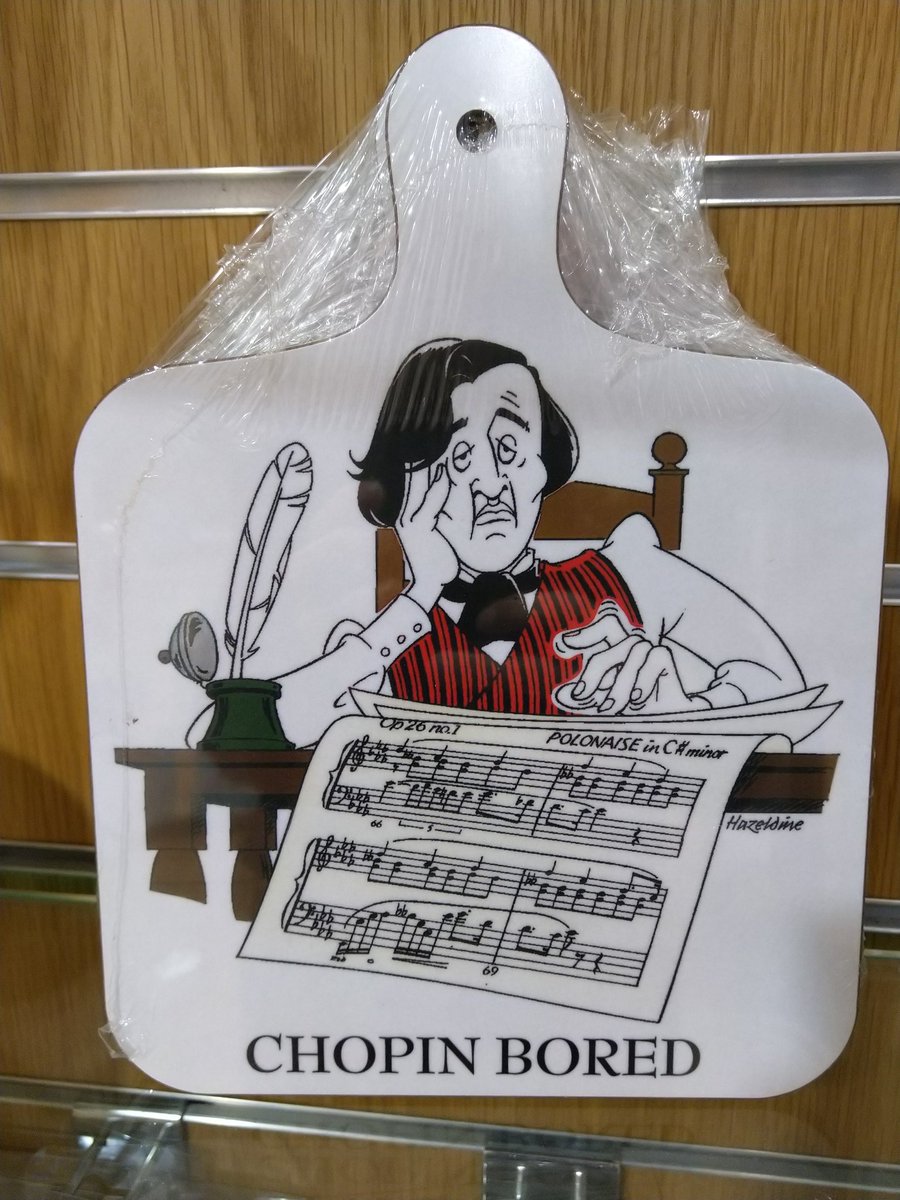 Op 26 no.1
POLONAISE in C# minor
66
5
Hazeldine
69
CHOPIN BORED